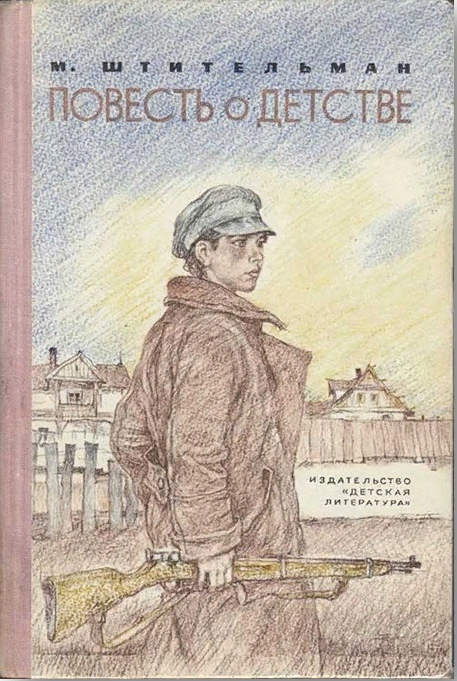 М. ШТИТЕЛЬМАН
ПОВЕСТЬ о ДЕТСТВЕ
ИЗДАТЕЛЬСТВО
«ДЕТСКАЯ
ЛИТЕРАТУРА»